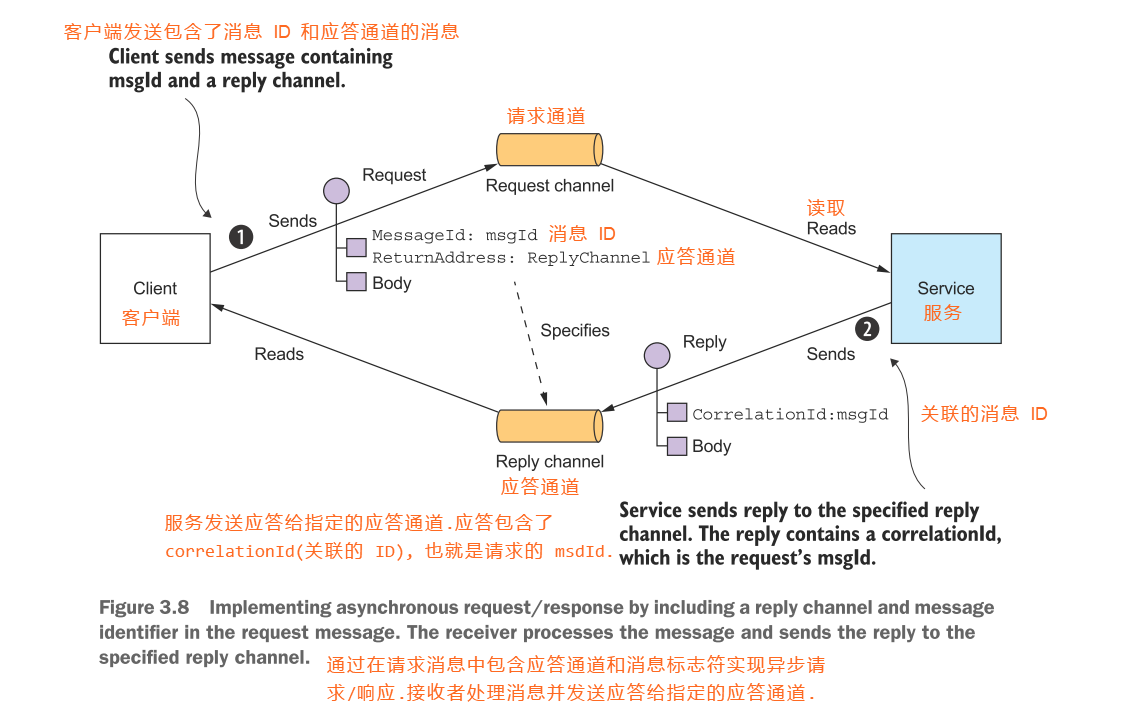 客户端发送包含了消息 ID 和应答通道的消息
Client sends message containing
msgId and a reply channel.
请求通道
Request channel
Request
Sends
1
MessageId: msgId 消息 ID
ReturnAddress: ReplyChannel 应答通道
Body
读取
Reads
Client
客户端
Service
服务
Specifies
2
Sends
Reads
Reply
CorrelationId:msgId
关联的消息 ID
Body
Reply channel
应答通道
服务发送应答给指定的应答通道.应答包含了
correlationId(关联的 ID), 也就是请求的 msdId.
Service sends reply to the specified reply
channel. The reply contains a correlationId,
which is the request's msgId.
Figure 3.8 Implementing asynchronous request/response by including a reply channel and message
identifier in the request message. The receiver processes the message and sends the reply to the
specified reply channel.
通过在请求消息中包含应答通道和消息标志符实现异步请
求/响应.接收者处理消息并发送应答给指定的应答通道.